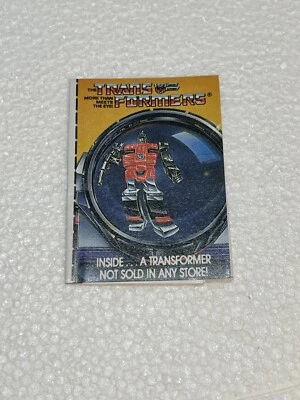 THE TRANSFORMERS®
MORE THAN
MEETS
THE EYE!
INSIDE . . . A TRANSFORMER
NOT SOLD IN ANY STORE!